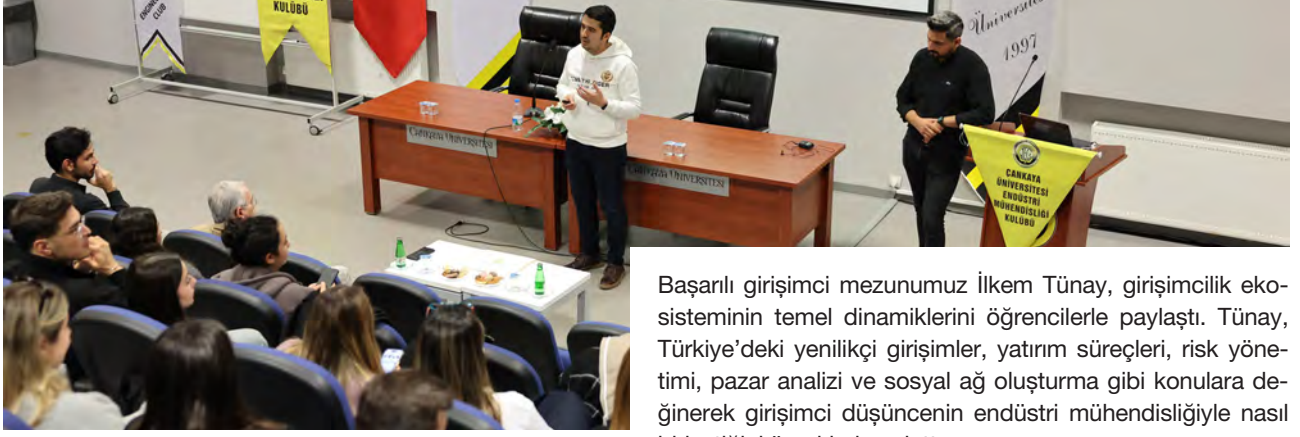 ENGINEERING
CLUB
KULÜBÜ
Üniversitesi
1997
ÇANKAYA ÜNİVERSİTESİ
ÇANKAYA ÜNİVERSİTESİ
ÇANKAYA
ÜNİVERSİTESİ
ENDÜSTRİ
MÜHENDİSLİĞİ
KULÜBÜ
Başarılı girişimci mezunumuz İlkem Tünay, girişimcilik eko-
sisteminin temel dinamiklerini öğrencilerle paylaştı. Tünay,
Türkiye’deki yenilikçi girişimler, yatırım süreçleri, risk yöne-
timi, pazar analizi ve sosyal ağ oluşturma gibi konulara de-
ğinerek girişimci düşüncenin endüstri mühendisliğiyle nasıl